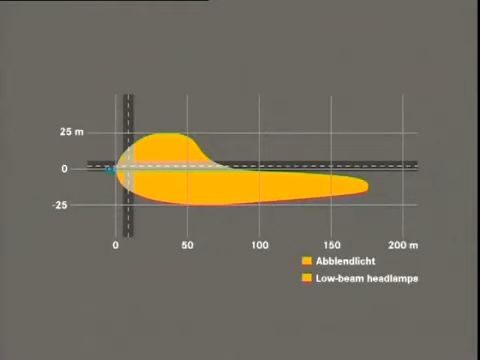 25 m
0
-25
0 50 100 150 200 m
Abblendlicht
Low-beam headlamps